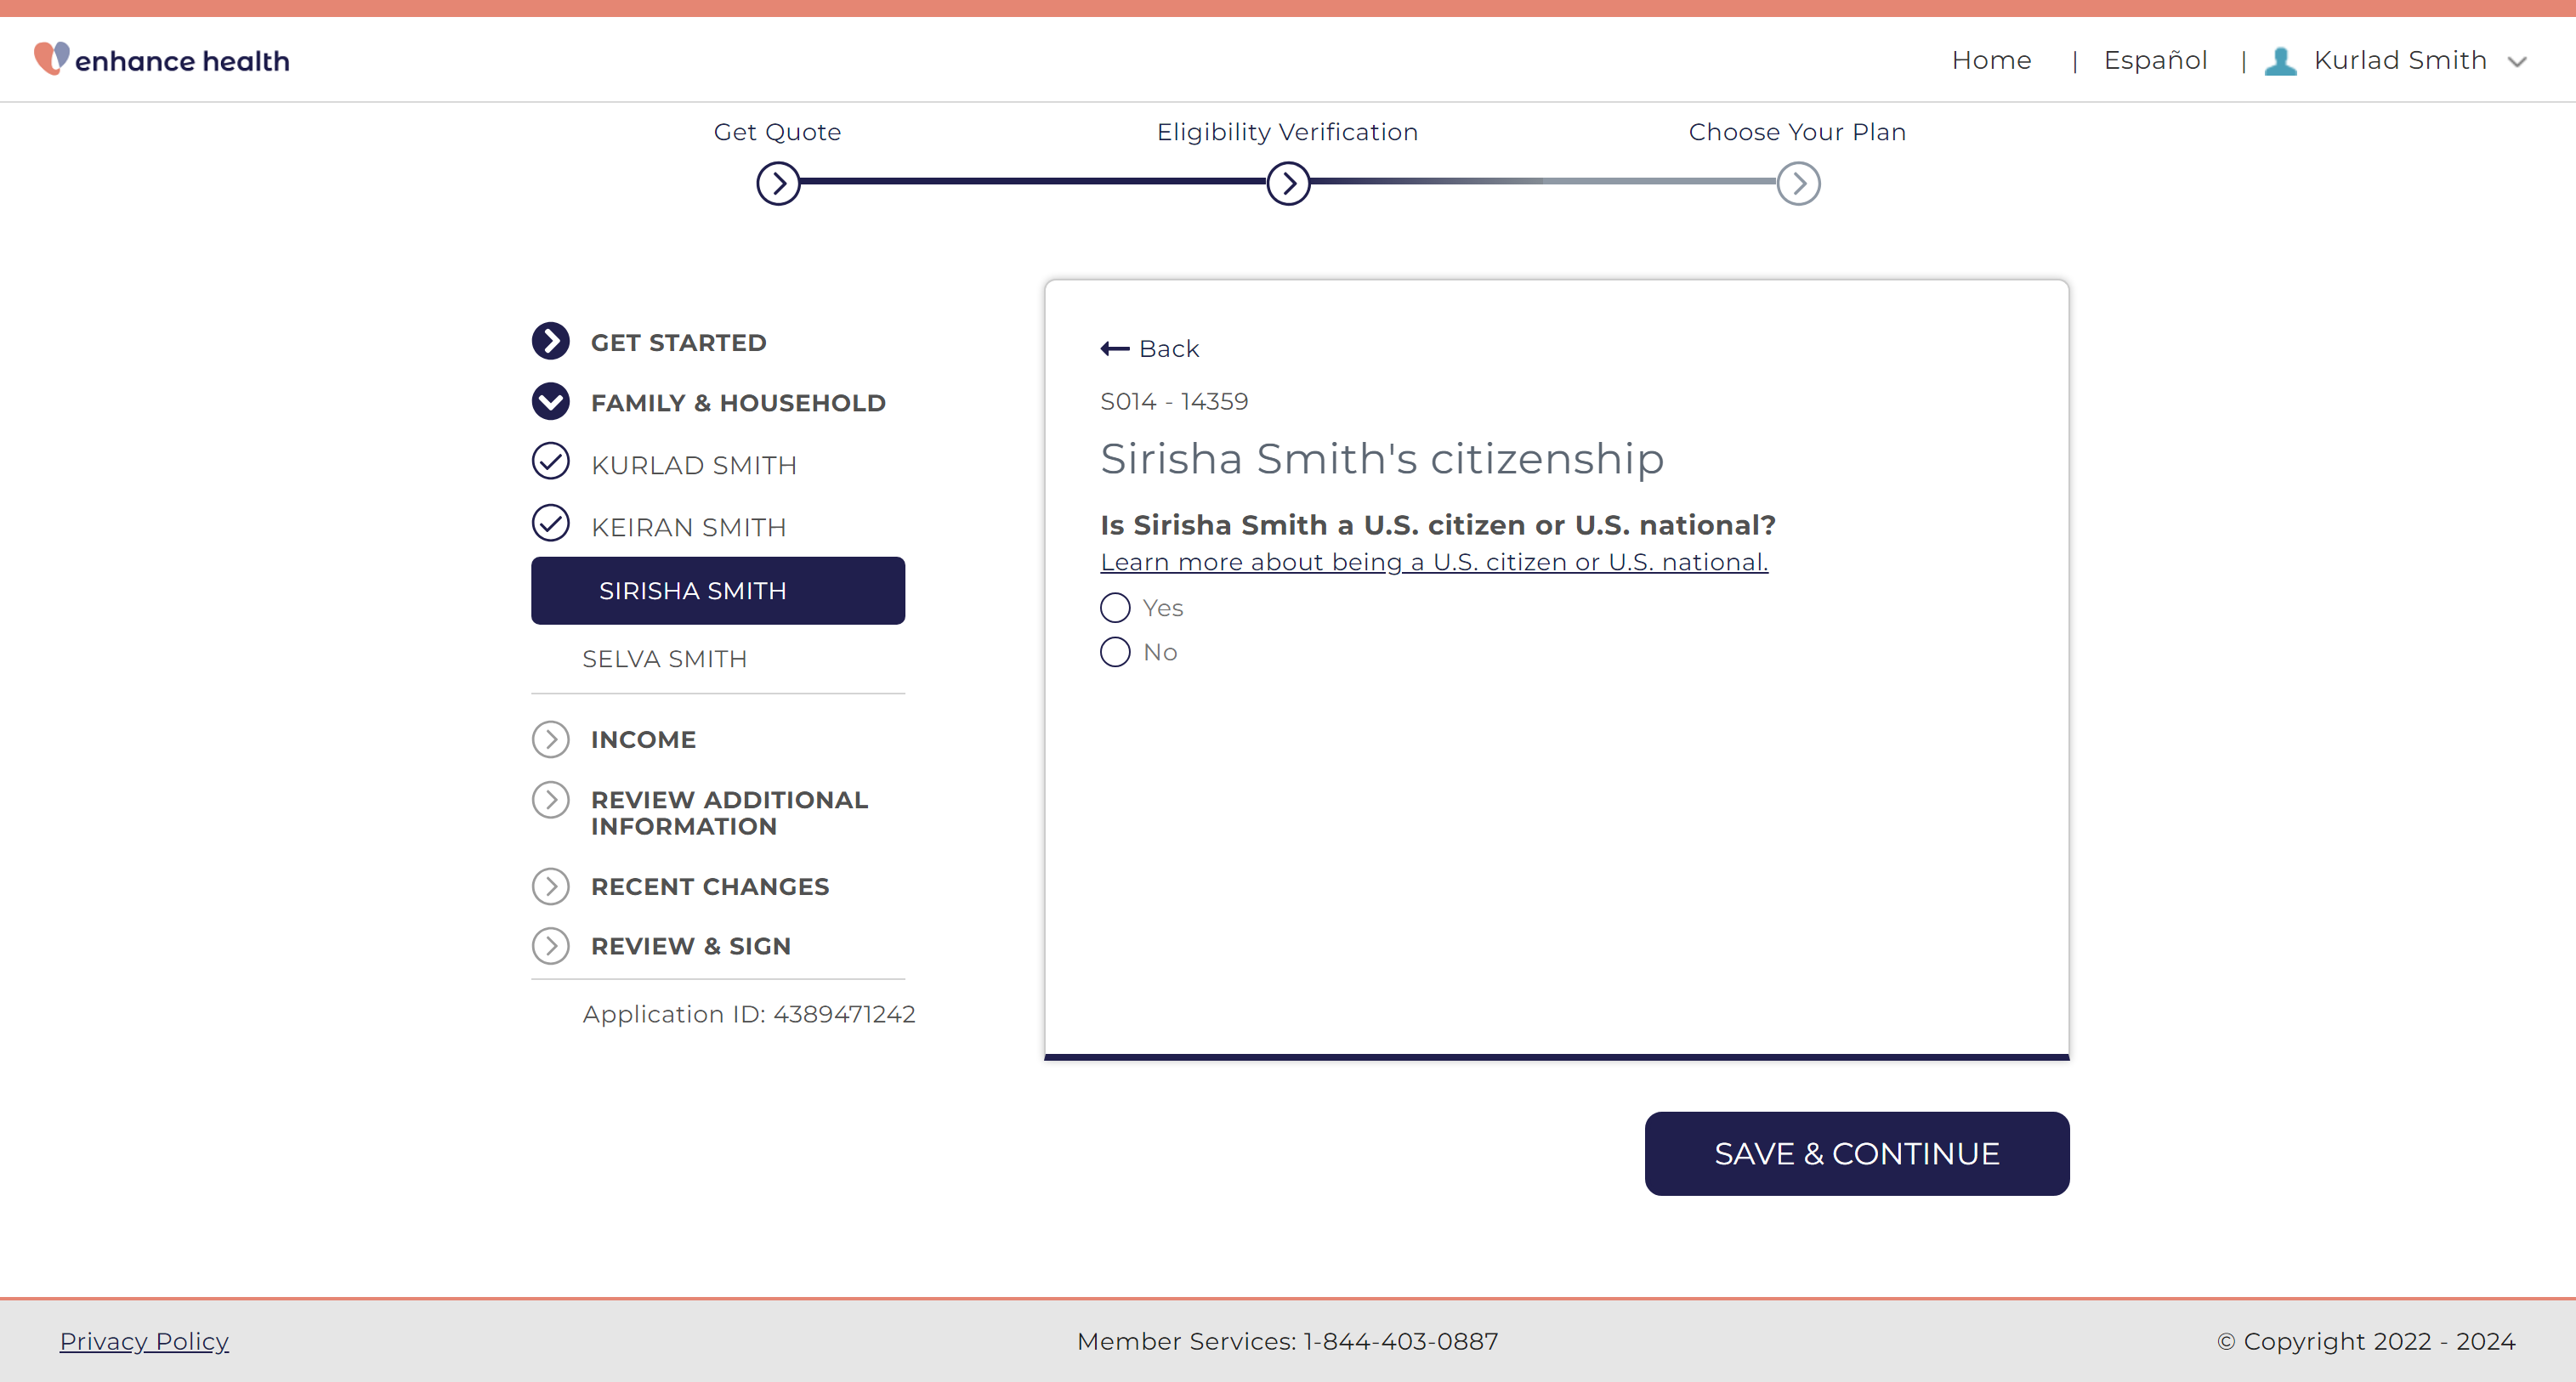 enhance health
Home | Español | Kurlad Smith
Get Quote
Eligibility Verification
Choose Your Plan
GET STARTED
FAMILY & HOUSEHOLD
KURLAD SMITH
KEIRAN SMITH
SIRISHA SMITH
SELVA SMITH
INCOME
REVIEW ADDITIONAL
INFORMATION
RECENT CHANGES
REVIEW & SIGN
Application ID: 4389471242
Back
S014 - 14359
Sirisha Smith's citizenship
Is Sirisha Smith a U.S. citizen or U.S. national?
Learn more about being a U.S. citizen or U.S. national.
Yes
No
SAVE & CONTINUE
Privacy Policy
Member Services: 1-844-403-0887
© Copyright 2022 - 2024